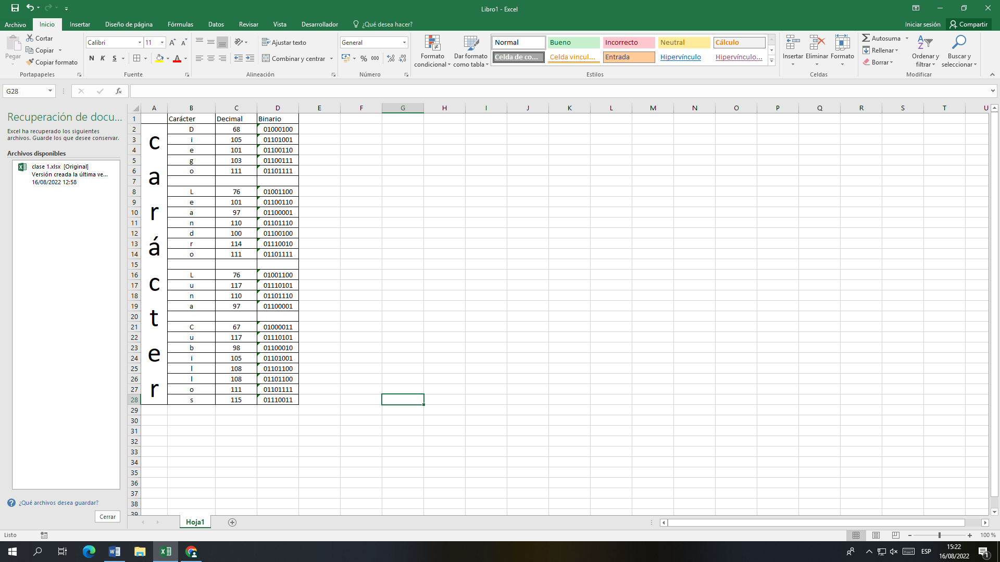 Libro1 - Excel
Archivo Inicio Insertar Diseño de página Fórmulas Datos Revisar Vista Desarrollador ¿Qué desea hacer? Iniciar sesión Compartir
Pegar
Cortar
Copiar
Copiar formato
Portapapeles
Calibri 11
N K S
Fuente
Ajustar texto
Combinar y centrar
Alineación
General
% 000
Número
Formato condicional
Dar formato como tabla
Normal Bueno Incorrecto Neutral Cálculo
Celda de co... Celda vincul... Entrada Hipervínculo Hipervínculo...
Estilos
Insertar Eliminar Formato
Celdas
Autosuma
Rellenar
Borrar
Ordenar y filtrar
Buscar y seleccionar
Modificar
G28 fx
Recuperación de docu...
Excel ha recuperado los siguientes
archivos. Guarde los que desee conservar.
Archivos disponibles
clase 1.xlsx [Original]
Versión creada la última ve...
16/08/2022 12:58
¿Qué archivos desea guardar?
Cerrar
A B C D E F G H I J K L M N O P Q R S T U
carácter
1 Carácter Decimal Binario
2 D 68 01000100
3 i 105 01101001
4 e 101 01100110
5 g 103 01100111
6 o 111 01101111
7
8 L 76 01001100
9 e 101 01100110
10 a 97 01100001
11 n 110 01101110
12 d 100 01100100
13 r 114 01110010
14 o 111 01101111
15
16 L 76 01001100
17 u 117 01110101
18 n 110 01101110
19 a 97 01100001
20
21 C 67 01000011
22 u 117 01110101
23 b 98 01100010
24 i 105 01101001
25 l 108 01101100
26 l 108 01101100
27 o 111 01101111
28 s 115 01110011
29
30
31
32
33
34
35
36
37
38
39
Hoja1
Listo 100 %
ESP 15:22
16/08/2022
1